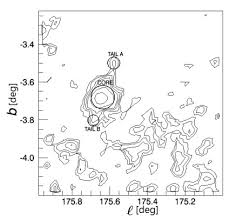 TAIL A
CORE
TAIL B
b [deg]
-3.4
-3.6
-3.8
-4.0
175.8 175.6 175.4 175.2
ℓ [deg]